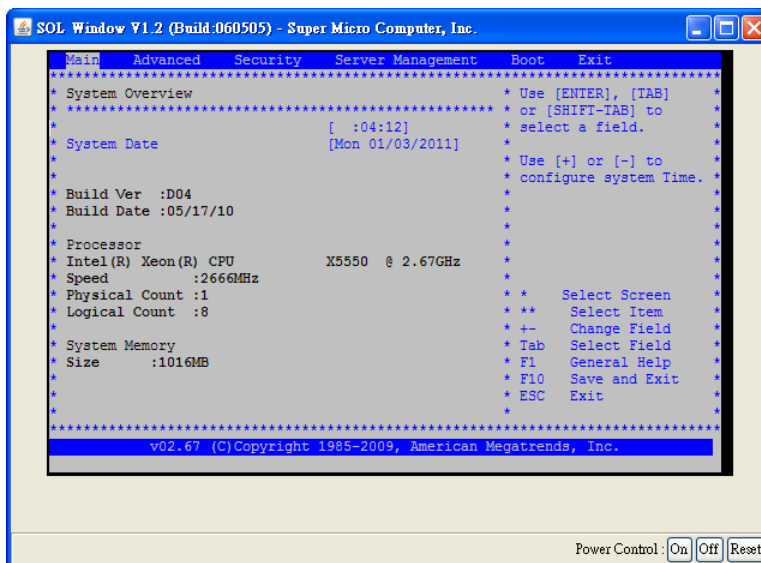 SOL Window V1.2 (Build:060505) - Super Micro Computer, Inc.
Main Advanced Security Server Management Boot Exit
********************************************************************************
* System Overview * Use [ENTER], [TAB] *
* *************************************************** * or [SHIFT-TAB] to *
* [ :04:12] * select a field. *
* System Date [Mon 01/03/2011] * *
* * Use [+] or [-] to *
* * configure system Time. *
* Build Ver :D04 * *
* Build Date :05/17/10 * *
* * *
* Processor * *
* Intel(R) Xeon(R) CPU X5550 @ 2.67GHz * *
* Speed :2666MHz * *
* Physical Count :1 * * Select Screen *
* Logical Count :8 * ** Select Item *
* * +- Change Field *
* System Memory * Tab Select Field *
* Size :1016MB * F1 General Help *
* * F10 Save and Exit *
* * ESC Exit *
* * *
********************************************************************************
v02.67 (C)Copyright 1985-2009, American Megatrends, Inc.
Power Control : On Off Reset